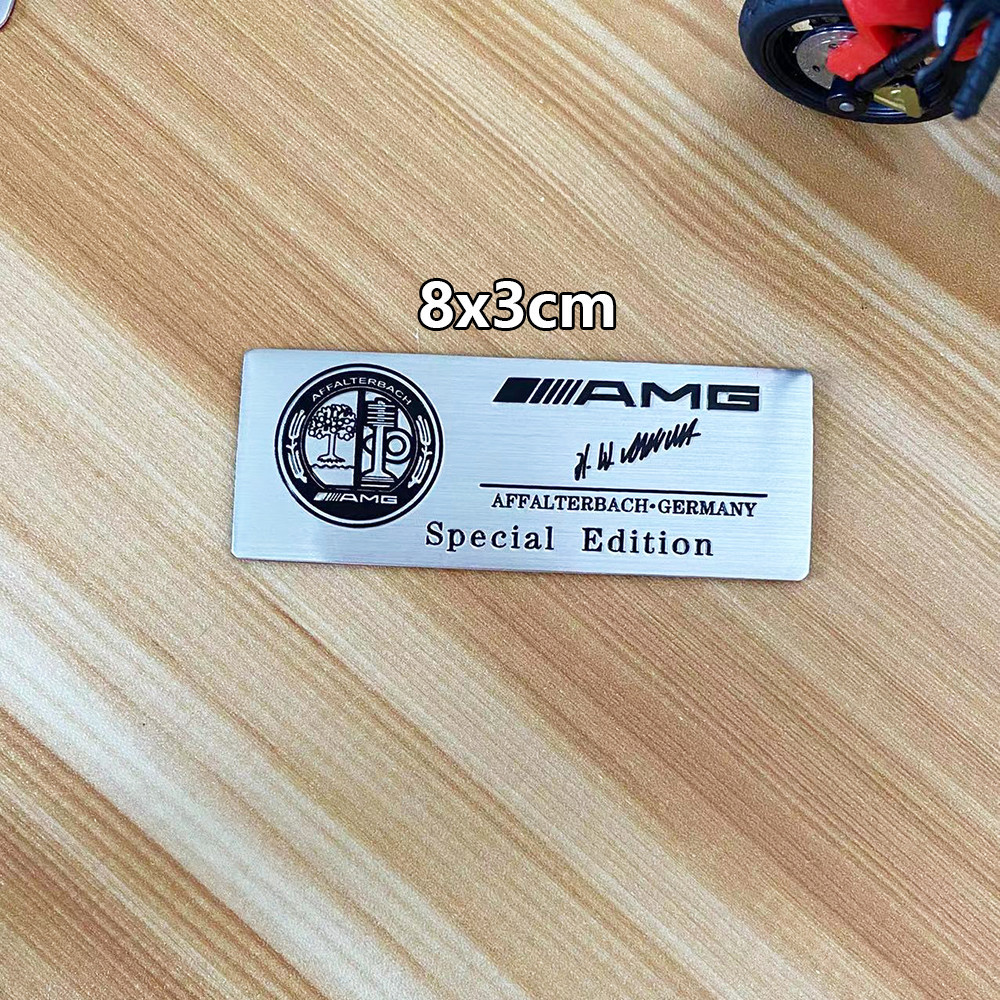 8x3cm
AFFALTERBACH
AMG
AMG
AFFALTERBACH•GERMANY
Special Edition